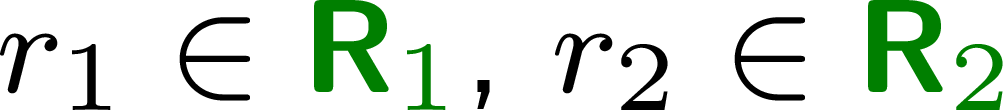 r₁ ∈ R₁, r₂ ∈ R₂